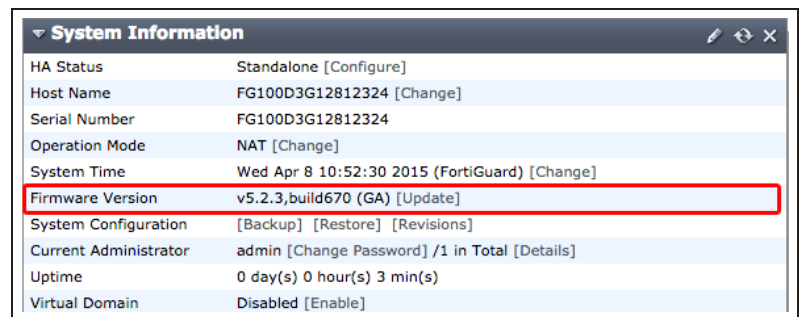 System Information
HA Status Standalone [Configure]
Host Name FG100D3G12812324 [Change]
Serial Number FG100D3G12812324
Operation Mode NAT [Change]
System Time Wed Apr 8 10:52:30 2015 (FortiGuard) [Change]
Firmware Version v5.2.3,build670 (GA) [Update]
System Configuration [Backup] [Restore] [Revisions]
Current Administrator admin [Change Password] /1 in Total [Details]
Uptime 0 day(s) 0 hour(s) 3 min(s)
Virtual Domain Disabled [Enable]